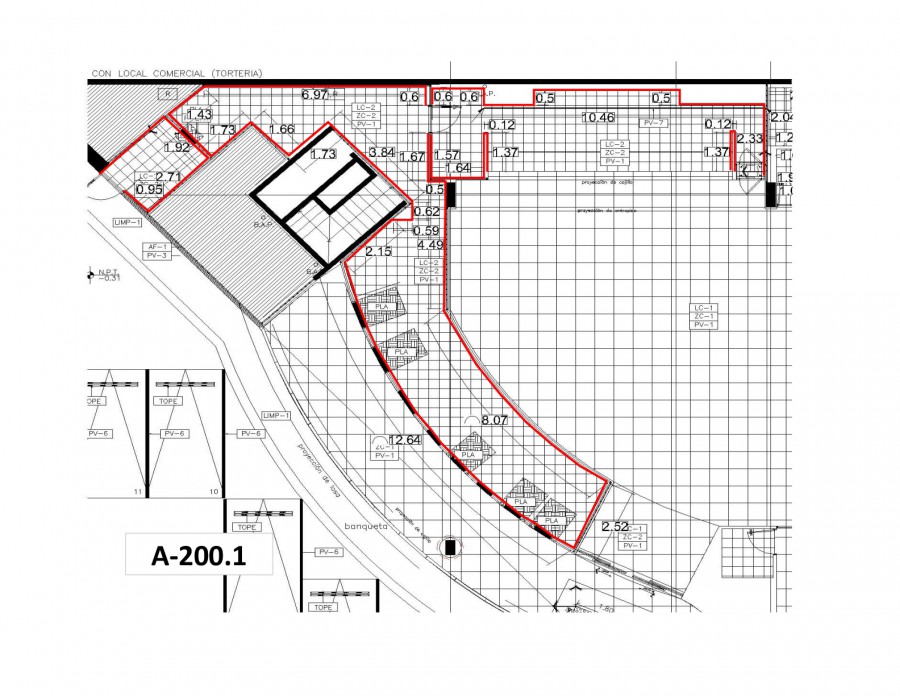 CON LOCAL COMERCIAL (TORTERIA)
R
6.97
0.6
0.6
0.6
.P.
0.5
0.5
1.43
LC-2
ZC-2
PV-1
1.73
1.66
10.46
0.12
PV-7
0.12
2.04
2.33
1.92
1.73
3.84
1.67
1.57
1.64
1.37
LC-2
ZC-2
PV-1
1.37
LC-
2.71
0.95
0.5
proyección de cajillo
LIMP-1
B.A.P.
0.62
0.59
4.49
AF-1
PV-3
2.15
LC-2
ZC-2
PV-1
N.P.T.
-0.31
PLA
LC-1
ZC-1
PV-1
PLA
TOPE
TOPE
LIMP-1
8.07
PV-6
PV-6
PV-6
12.64
ZC-1
PV-1
PLA
proyección de losa
11
10
PLA
PLA
TOPE
banqueta
2.52
C-1
ZC-2
PV-1
PV-6
A-200.1
TOPE